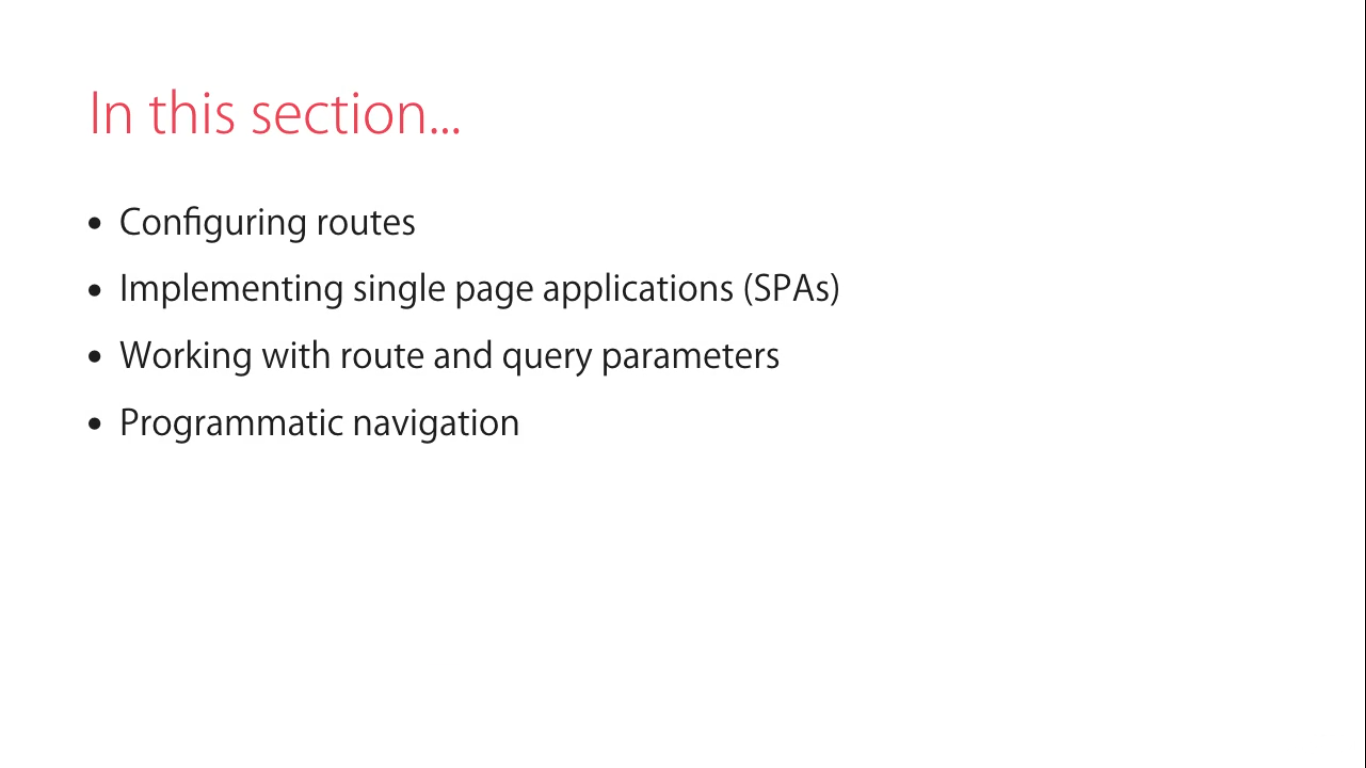 In this section...
• Configuring routes
• Implementing single page applications (SPAs)
• Working with route and query parameters
• Programmatic navigation